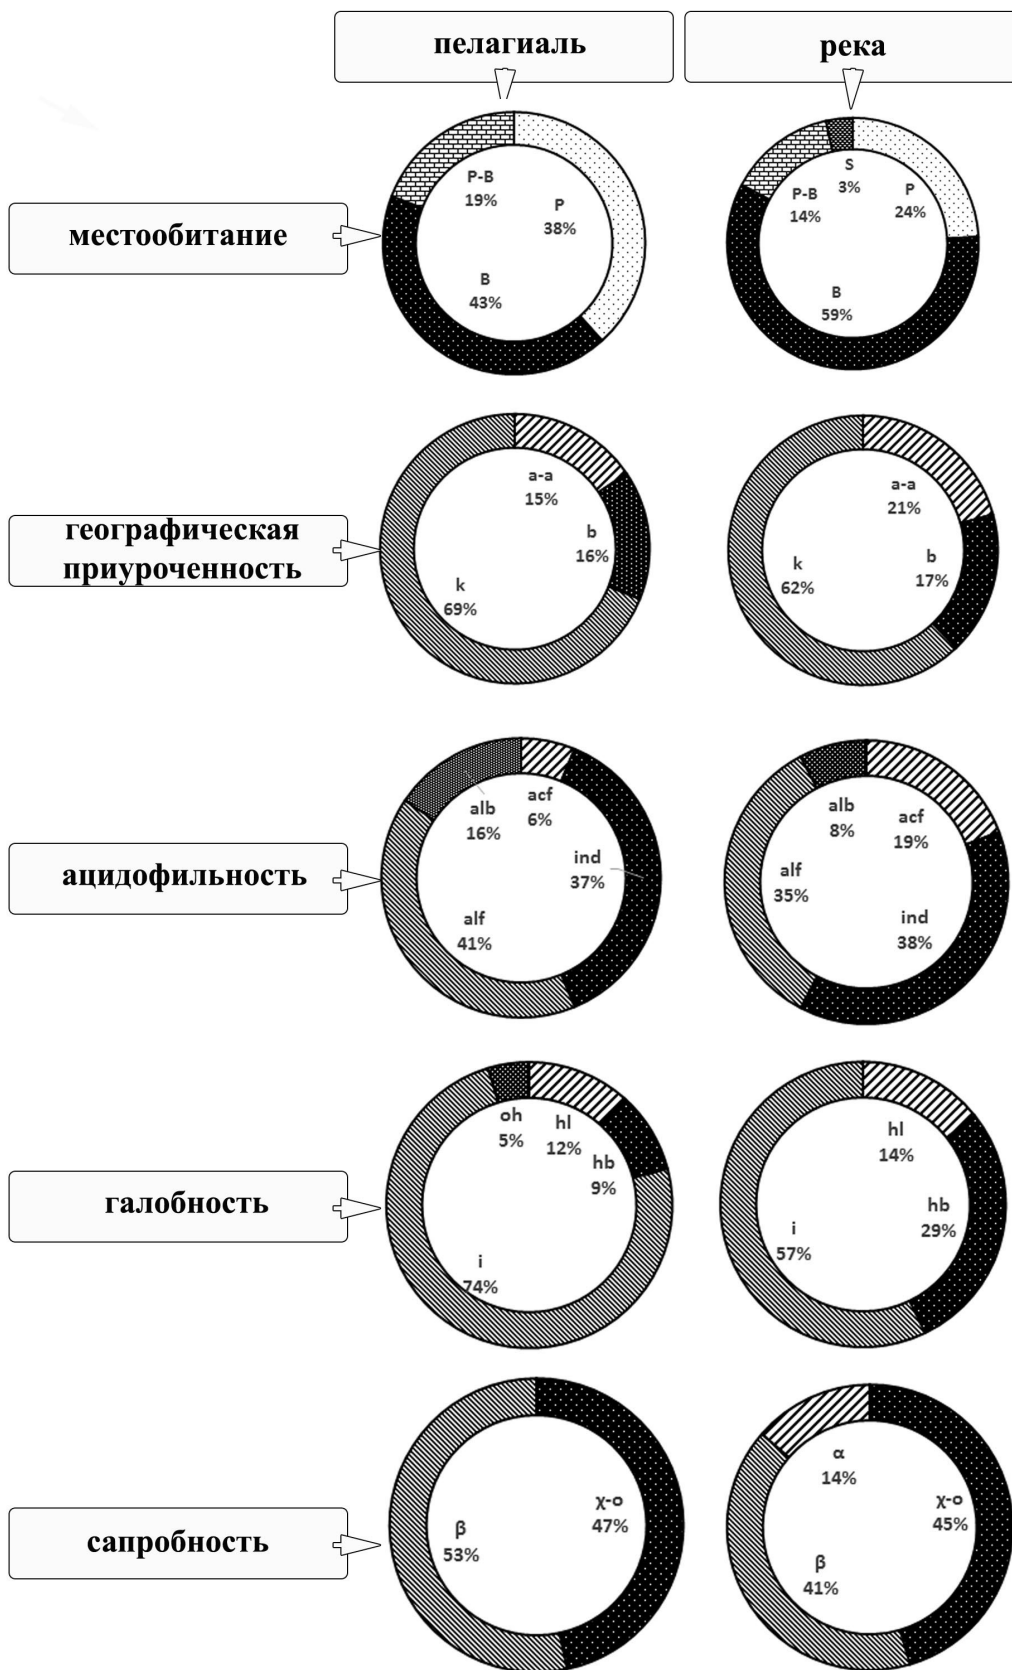 пелагиаль
река
местообитание
P-B
19%
P
38%
B
43%
S
3%
P-B
14%
P
24%
B
59%
географическая
приуроченность
a-a
15%
b
16%
k
69%
a-a
21%
b
17%
k
62%
ацидофильность
alb
16%
acf
6%
ind
37%
alf
41%
alb
8%
acf
19%
alf
35%
ind
38%
галобность
oh
5%
hl
12%
hb
9%
i
74%
hl
14%
hb
29%
i
57%
сапробность
χ-о
47%
β
53%
α
14%
χ-о
45%
β
41%